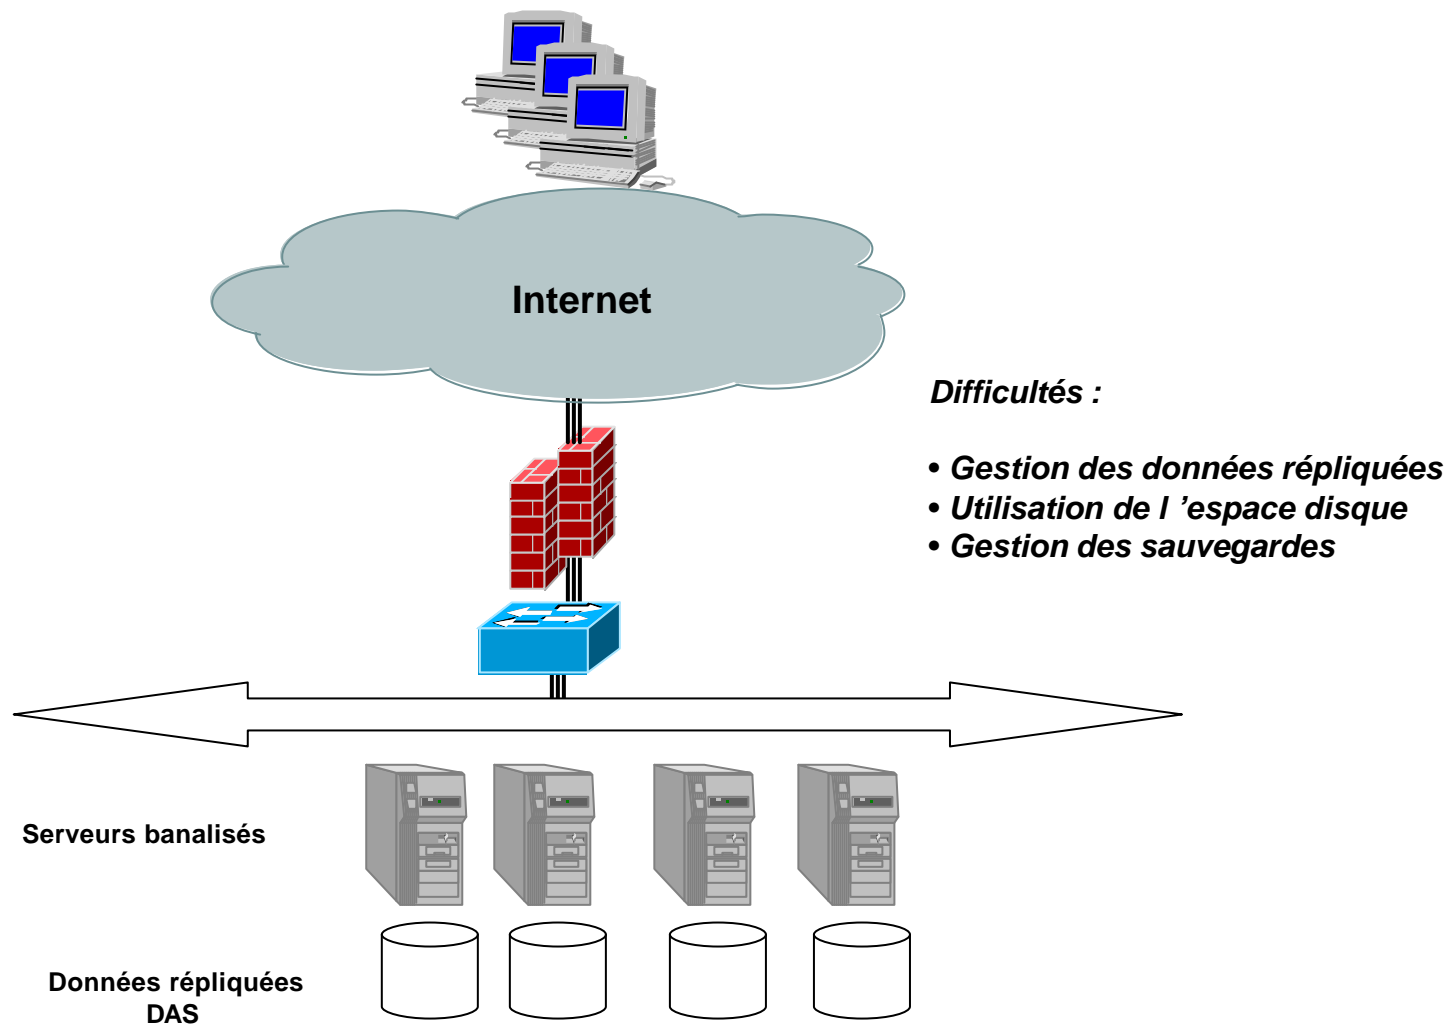 Internet
Difficultés :
• Gestion des données répliquées
• Utilisation de l ’espace disque
• Gestion des sauvegardes
Serveurs banalisés
Données répliquées
DAS